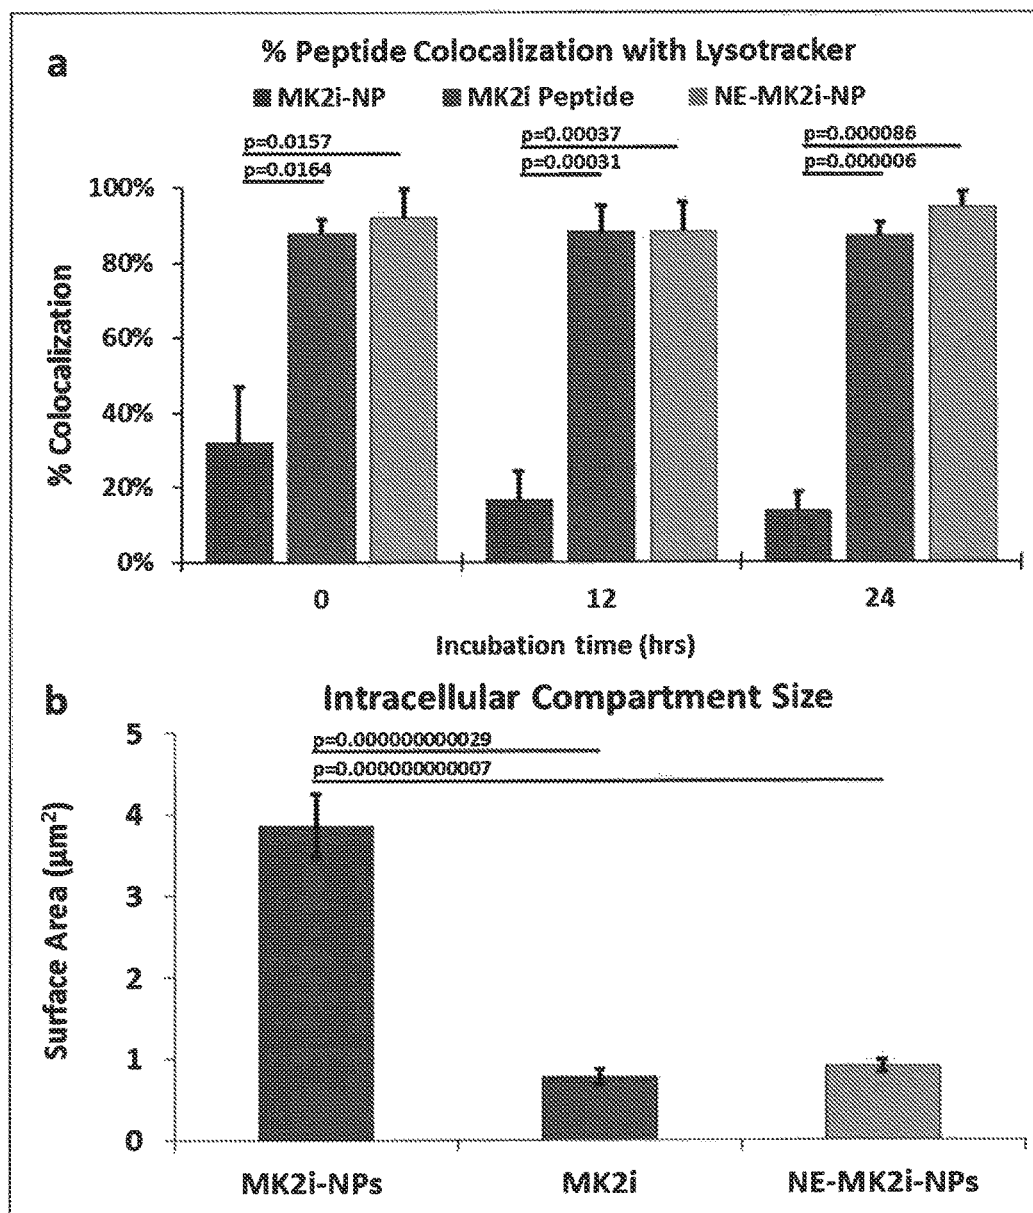 a
% Peptide Colocalization with Lysotracker
MK2i-NP MK2i Peptide NE-MK2i-NP
p=0.0157
p=0.0164
p=0.00037
p=0.00031
p=0.000086
p=0.000006
% Colocalization
100%
80%
60%
40%
20%
0%
0 12 24
Incubation time (hrs)
b
Intracellular Compartment Size
p=0.000000000029
p=0.000000000007
Surface Area (µm²)
5
4
3
2
1
0
MK2i-NPs MK2i NE-MK2i-NPs